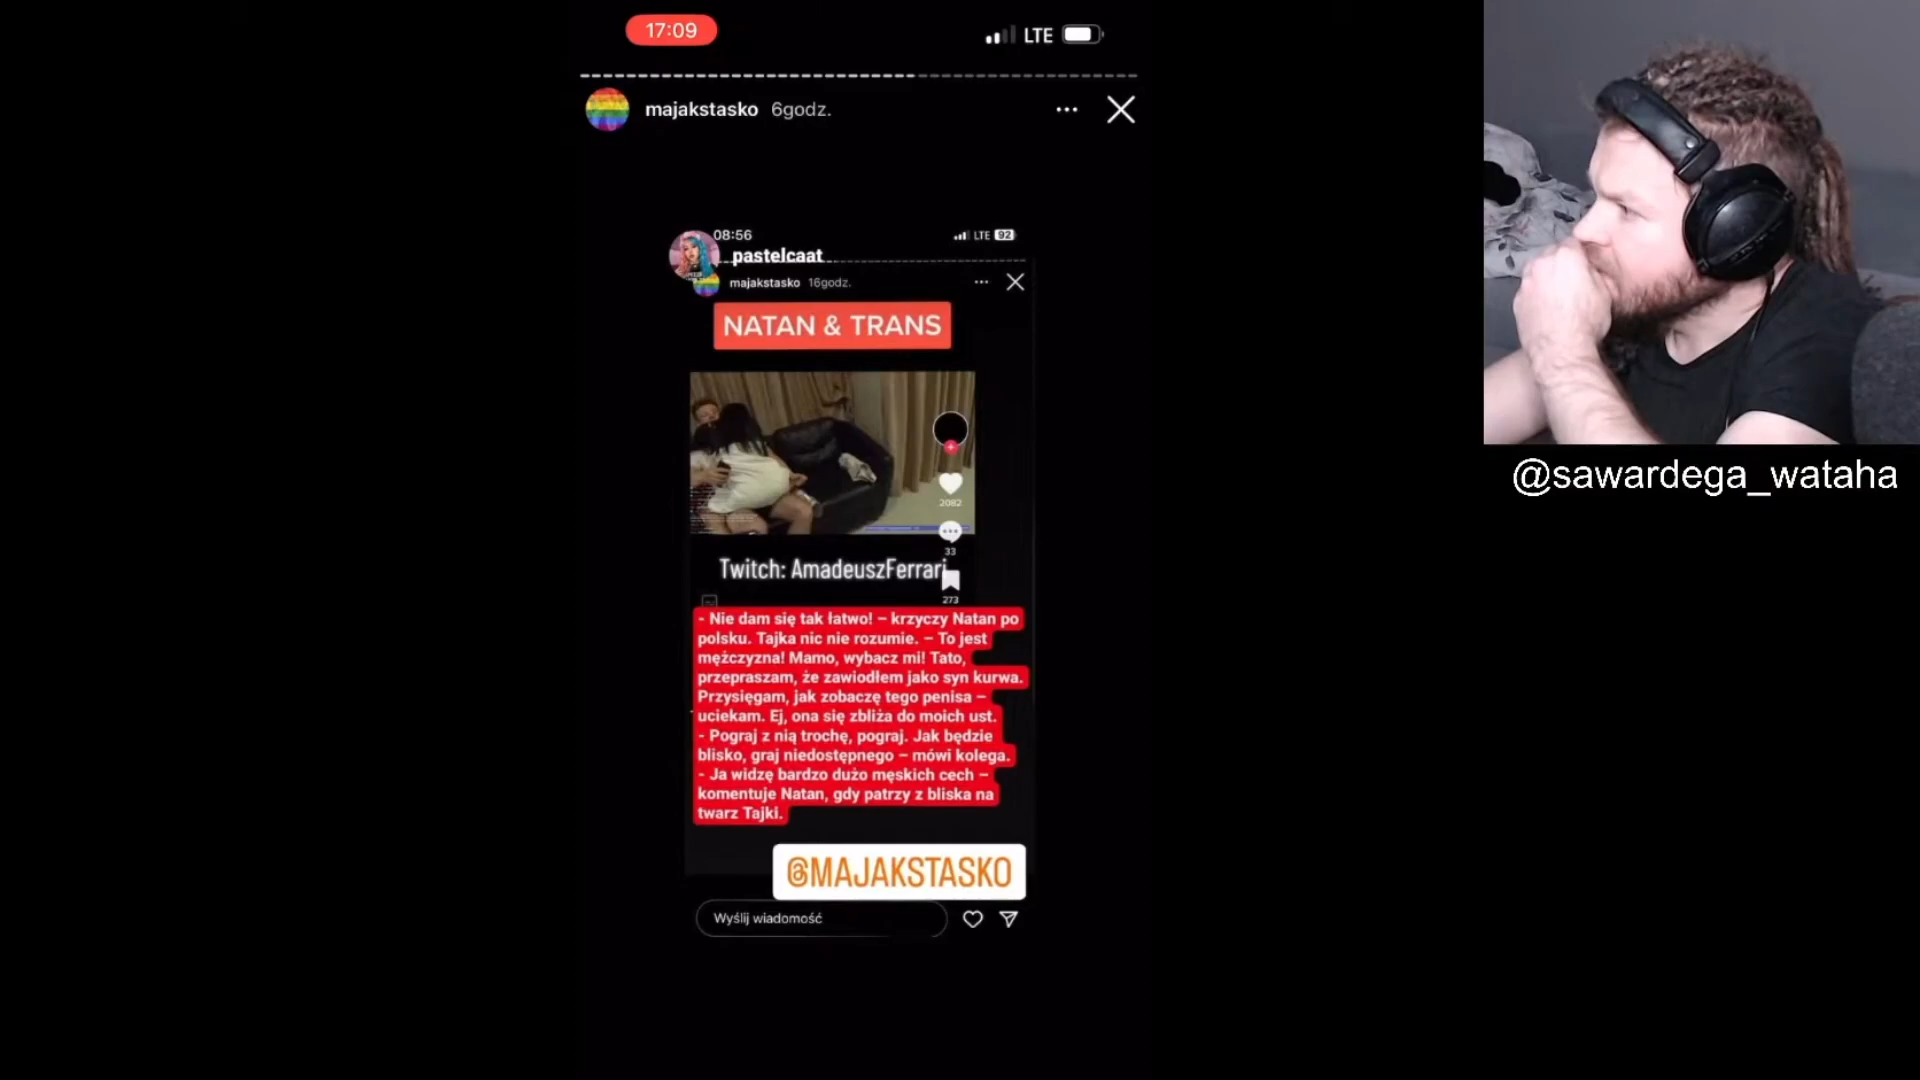 17:09
LTE
majakstasko 6godz.
08:56
LTE 92
pastelcaat
majakstasko 16godz.
NATAN & TRANS
2082
33
Twitch: AmadeuszFerrari
273
- Nie dam się tak łatwo! – krzyczy Natan po
polsku. Tajka nic nie rozumie. – To jest
mężczyzna! Mamo, wybacz mi! Tato,
przepraszam, że zawiodłem jako syn kurwa.
Przysięgam, jak zobaczę tego penisa –
uciekam. Ej, ona się zbliża do moich ust.
- Pograj z nią trochę, pograj. Jak będzie
blisko, graj niedostępnego – mówi kolega.
- Ja widzę bardzo dużo męskich cech –
komentuje Natan, gdy patrzy z bliska na
twarz Tajki.
@MAJAKSTASKO
Wyślij wiadomość
@sawardega_wataha